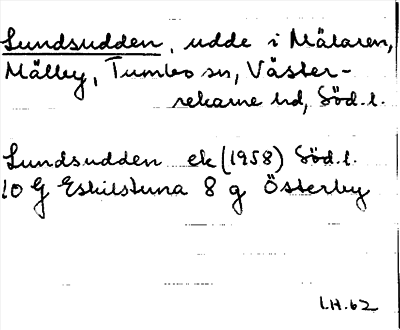 Lundsudden, udde i Mälaren,
Mälby, Tumbo sn, Väster-
rekarne hd, Söd.l.
Lundsudden ek (1958) Söd.l.
10 G Eskilstuna 8 g Österby
I.H.62